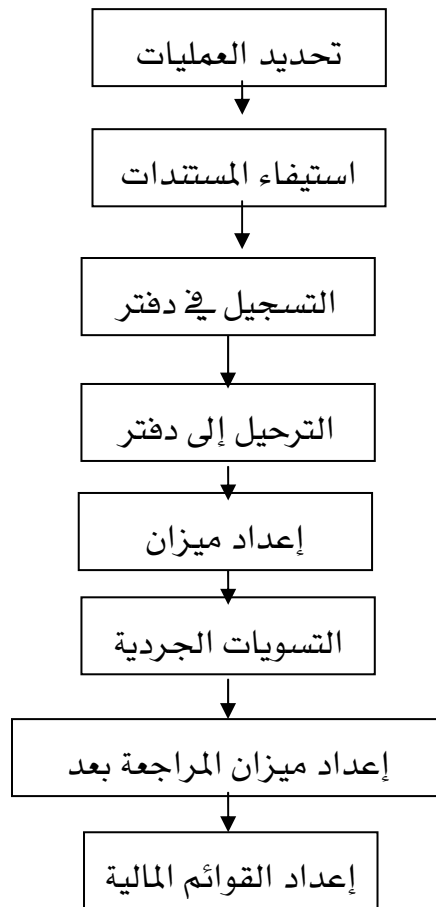 تحديد العمليات
استيفاء المستندات
التسجيل في دفتر
الترحيل إلى دفتر
إعداد ميزان
التسويات الجردية
إعداد ميزان المراجعة بعد
إعداد القوائم المالية